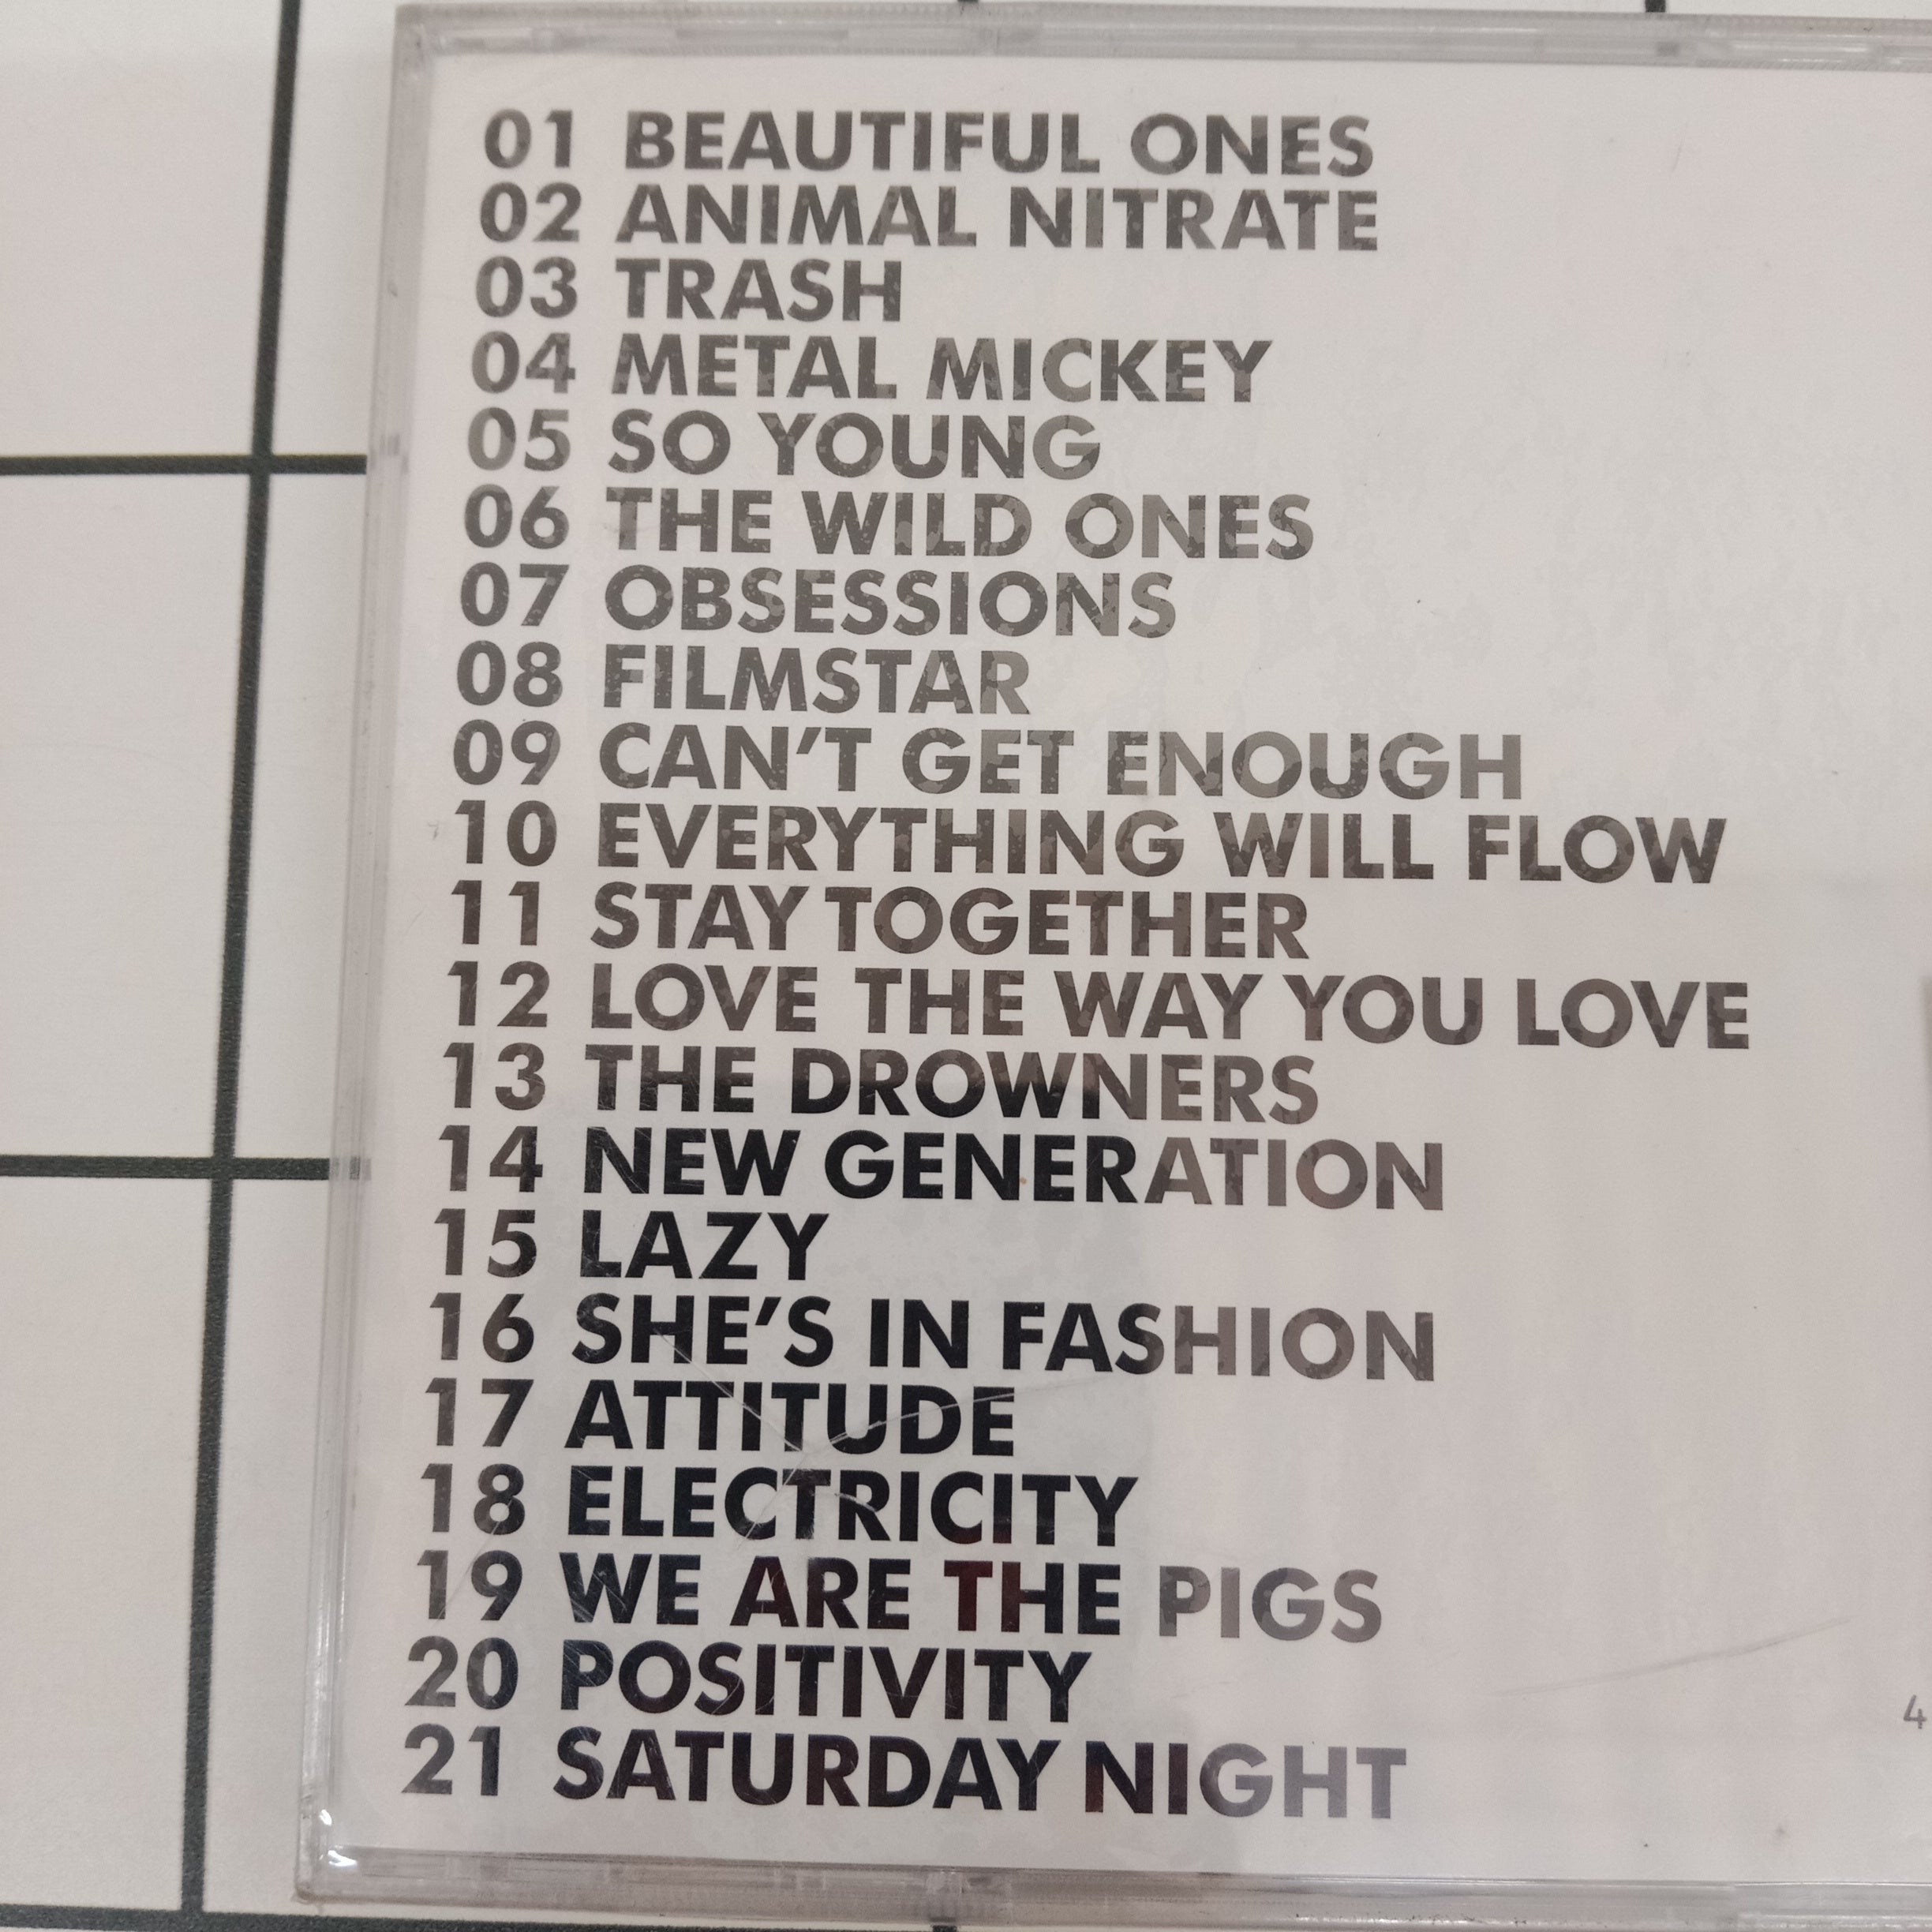 01 BEAUTIFUL ONES
02 ANIMAL NITRATE
03 TRASH
04 METAL MICKEY
05 SO YOUNG
06 THE WILD ONES
07 OBSESSIONS
08 FILMSTAR
09 CAN'T GET ENOUGH
10 EVERYTHING WILL FLOW
11 STAY TOGETHER
12 LOVE THE WAY YOU LOVE
13 THE DROWNERS
14 NEW GENERATION
15 LAZY
16 SHE'S IN FASHION
17 ATTITUDE
18 ELECTRICITY
19 WE ARE THE PIGS
20 POSITIVITY
21 SATURDAY NIGHT
4